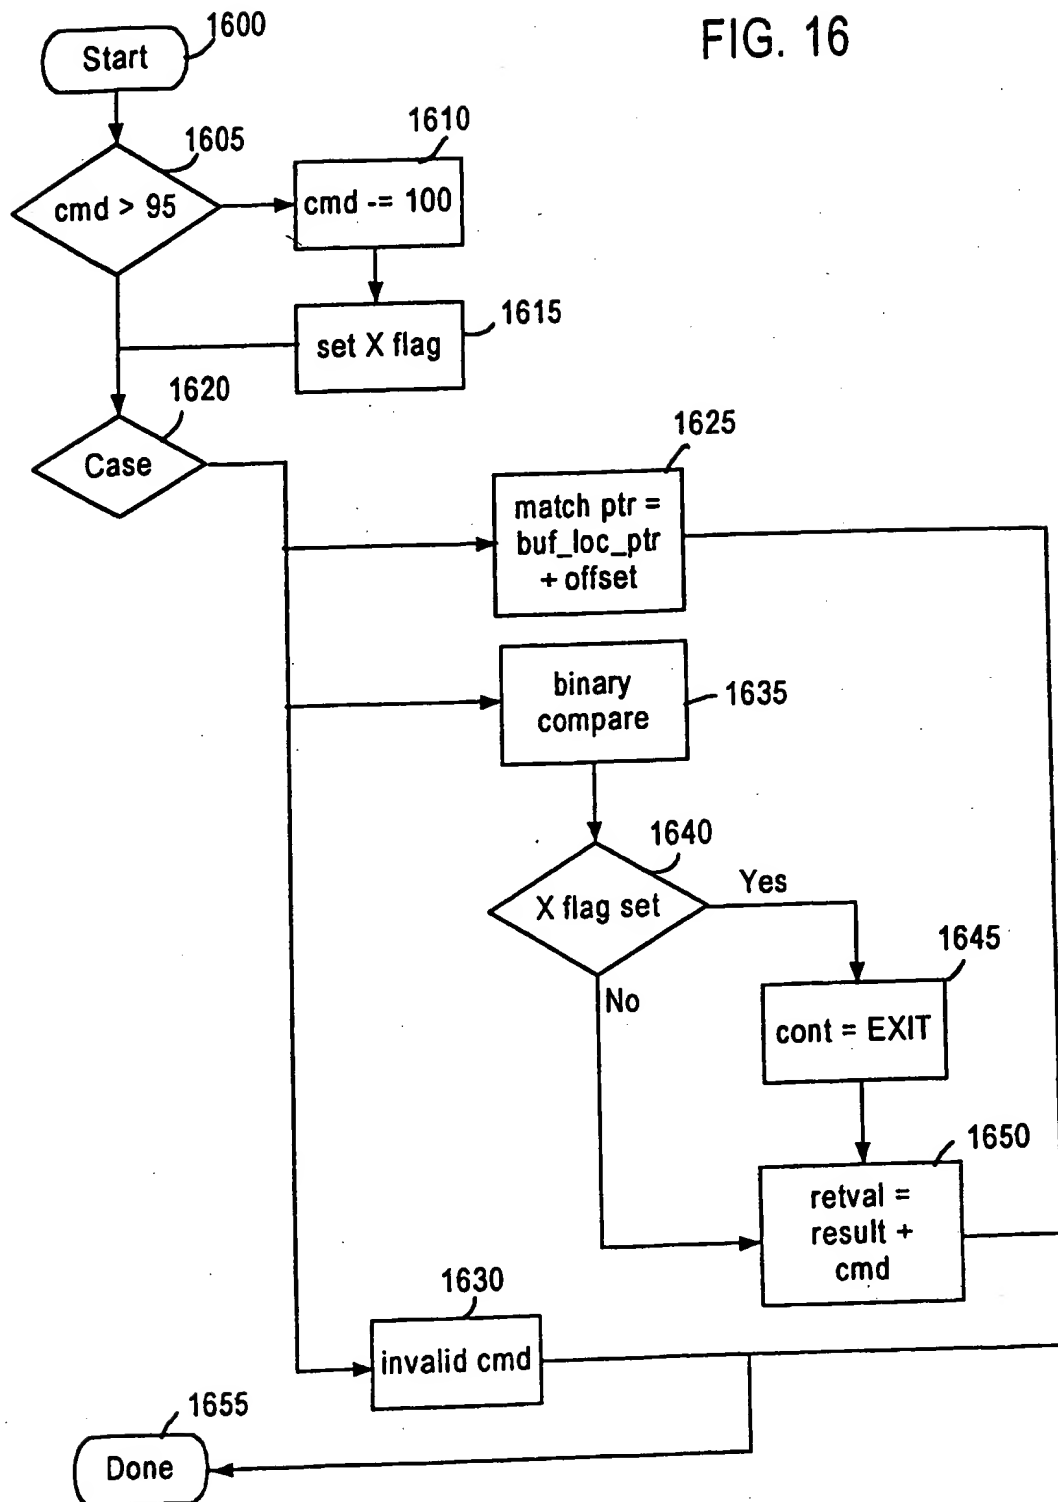 FIG. 16
1600
Start
1605
cmd > 95
1610
cmd -= 100
1615
set X flag
1620
Case
1625
match ptr =
buf_loc_ptr
+ offset
binary
compare
1635
1640
X flag set
Yes
No
1645
cont = EXIT
1650
retval =
result +
cmd
1630
invalid cmd
1655
Done